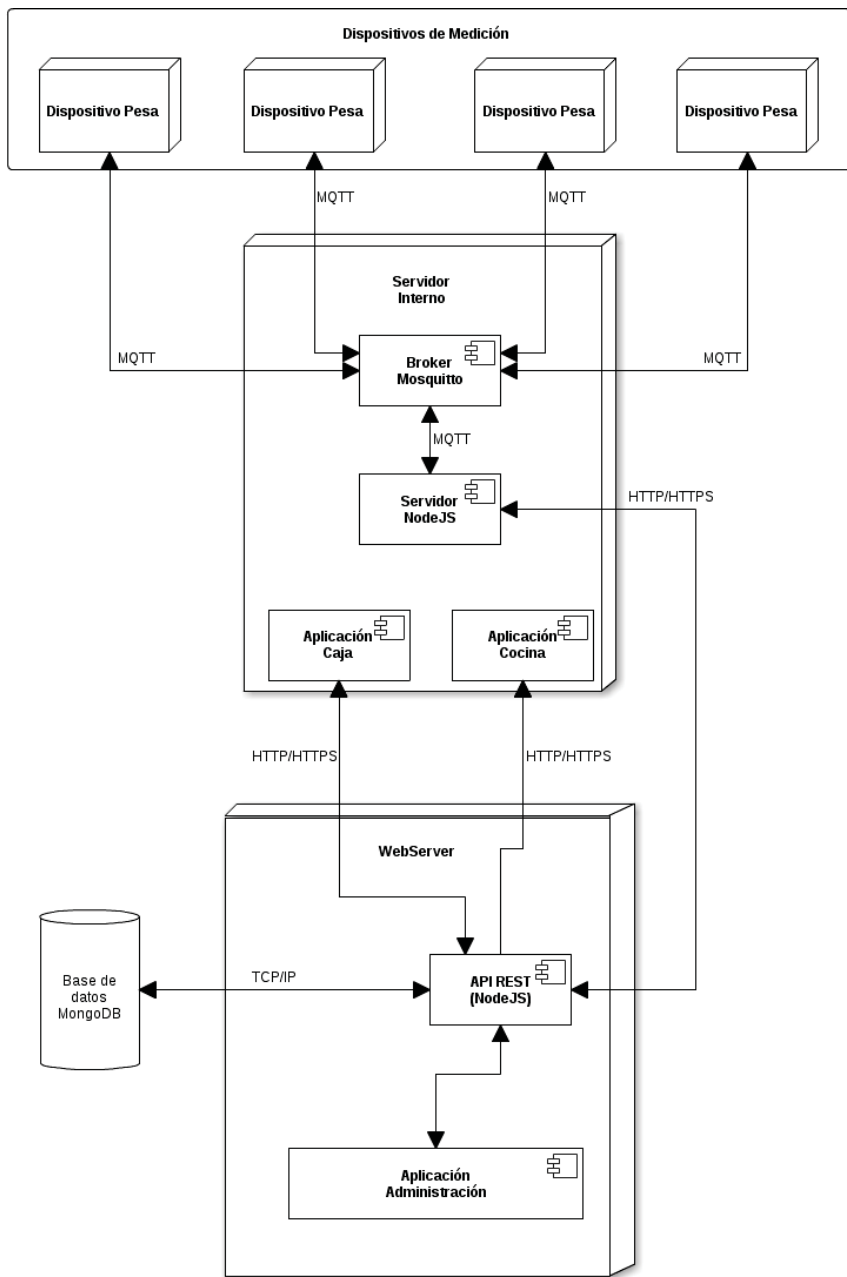 Dispositivos de Medición
Dispositivo Pesa
Dispositivo Pesa
Dispositivo Pesa
Dispositivo Pesa
MQTT
MQTT
Servidor
Interno
MQTT
Broker
Mosquitto
MQTT
MQTT
Servidor
NodeJS
HTTP/HTTPS
Aplicación
Caja
Aplicación
Cocina
HTTP/HTTPS
HTTP/HTTPS
WebServer
Base de
datos
MongoDB
TCP/IP
API REST
(NodeJS)
Aplicación
Administración